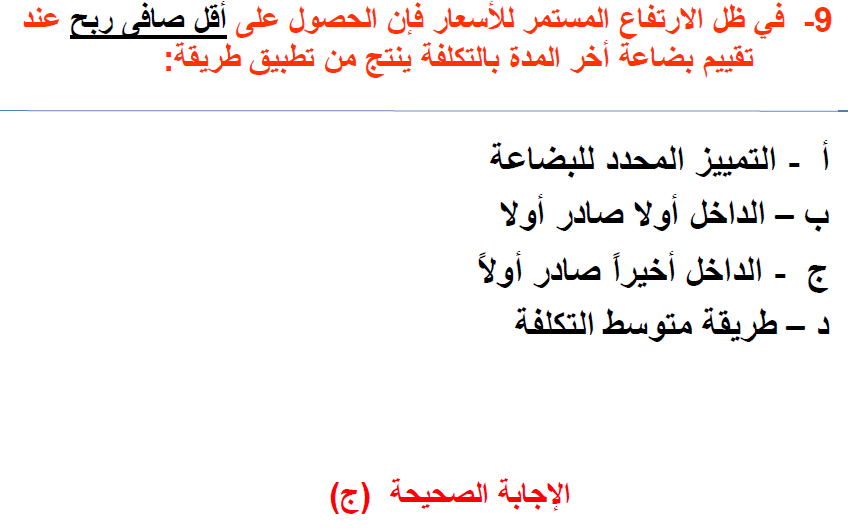 9- في ظل الارتفاع المستمر للأسعار فإن الحصول على أقل صافى ربح عند
تقييم بضاعة أخر المدة بالتكلفة ينتج من تطبيق طريقة:
أ - التمييز المحدد للبضاعة
ب – الداخل أولا صادر أولا
ج - الداخل أخيراً صادر أولاً
د – طريقة متوسط التكلفة
الإجابة الصحيحة (ج)